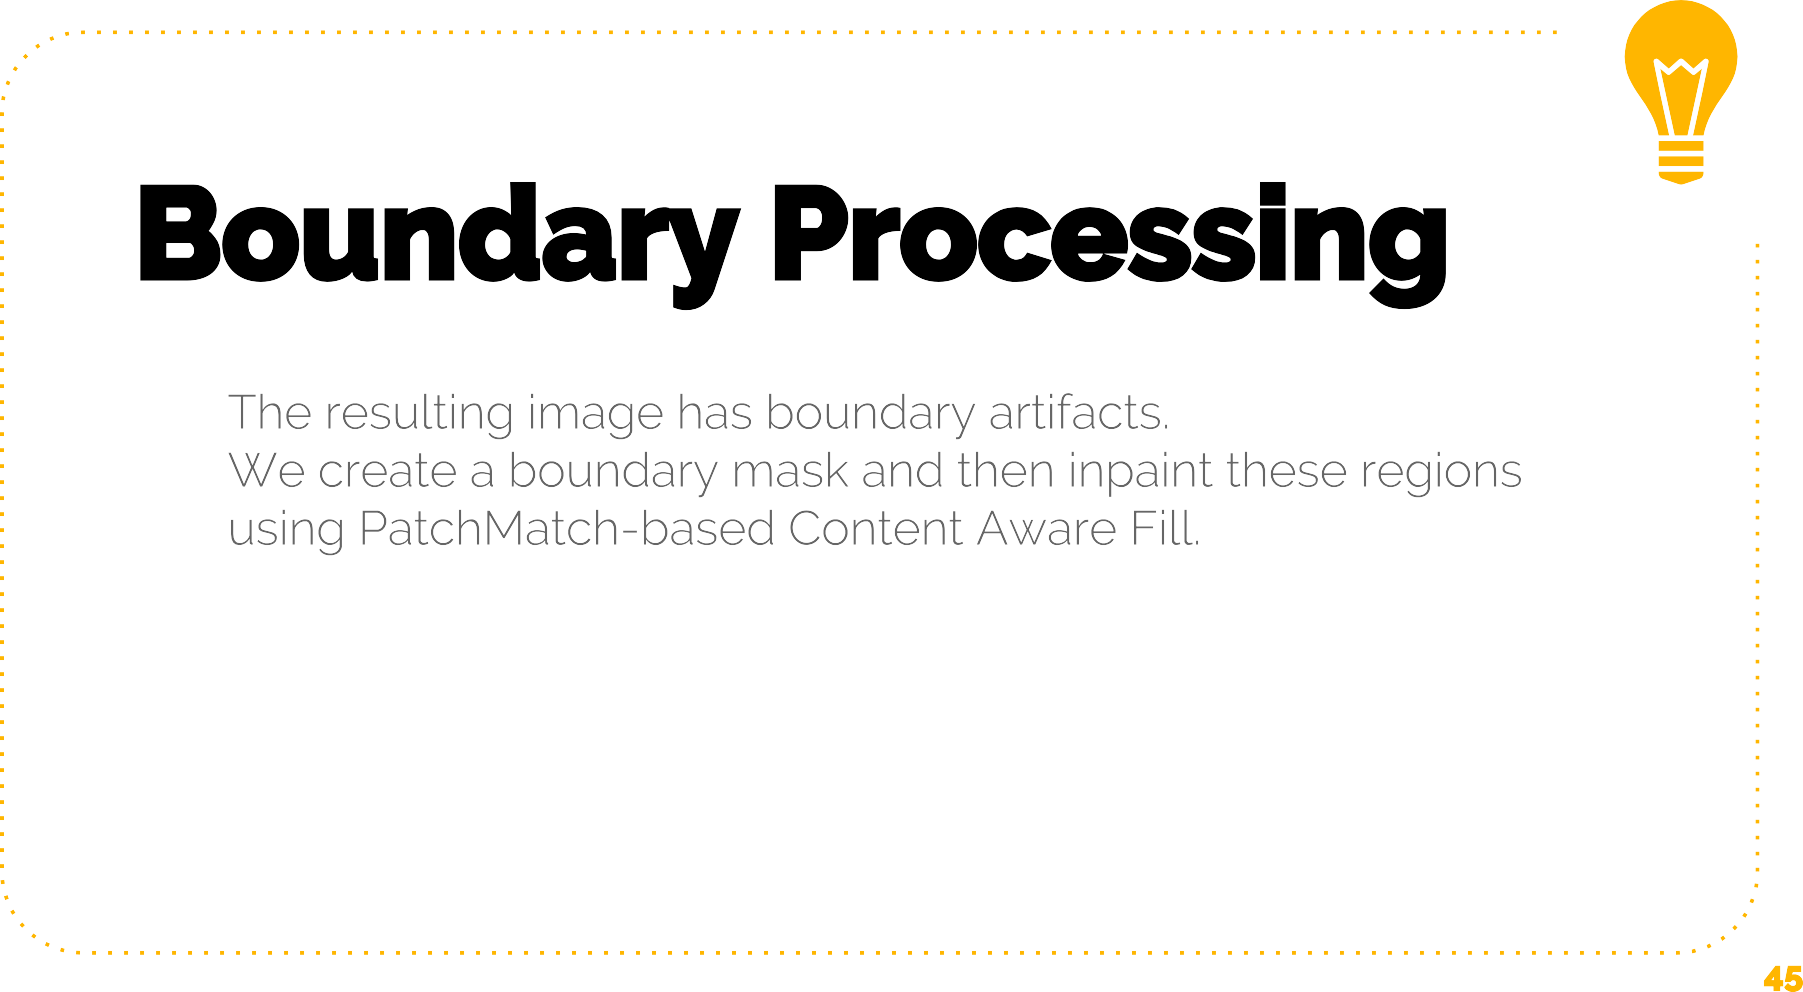 Boundary Processing
The resulting image has boundary artifacts.
We create a boundary mask and then inpaint these regions
using PatchMatch-based Content Aware Fill.
45